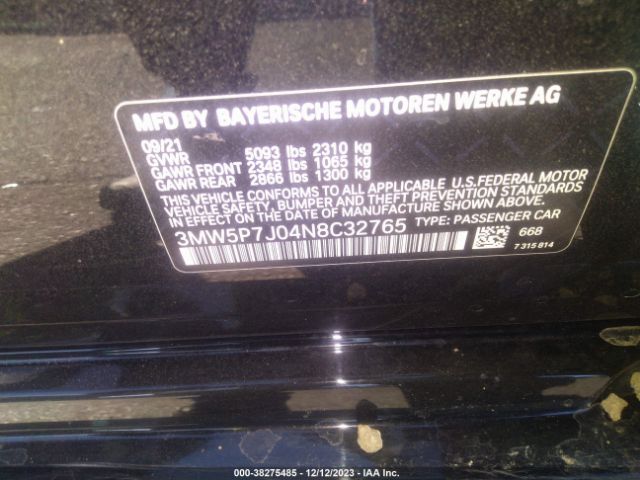 MFD BY BAYERISCHE MOTOREN WERKE AG
09/21
GVWR 5093 lbs 2310 kg
GAWR FRONT 2348 lbs 1065 kg
GAWR REAR 2866 lbs 1300 kg
THIS VEHICLE CONFORMS TO ALL APPLICABLE U.S. FEDERAL MOTOR
VEHICLE SAFETY, BUMPER AND THEFT PREVENTION STANDARDS
IN EFFECT ON THE DATE OF MANUFACTURE SHOWN ABOVE.
3MW5P7J04N8C32765 TYPE: PASSENGER CAR
668
7 315 814
000-38275485 - 12/12/2023 - IAA Inc.